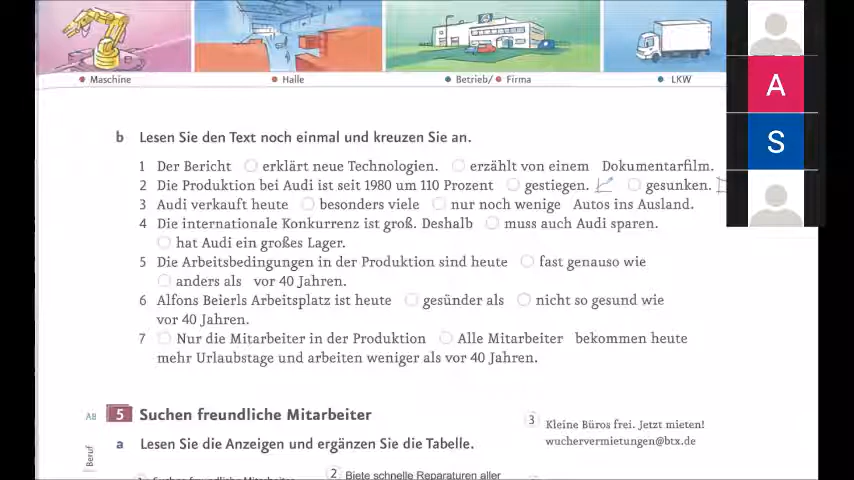 Maschine
Halle
Betrieb/ Firma
LKW
A
S
b Lesen Sie den Text noch einmal und kreuzen Sie an.
1 Der Bericht erklärt neue Technologien. erzählt von einem Dokumentarfilm.
2 Die Produktion bei Audi ist seit 1980 um 110 Prozent gestiegen. gesunken.
3 Audi verkauft heute besonders viele nur noch wenige Autos ins Ausland.
4 Die internationale Konkurrenz ist groß. Deshalb muss auch Audi sparen.
hat Audi ein großes Lager.
5 Die Arbeitsbedingungen in der Produktion sind heute fast genauso wie
anders als vor 40 Jahren.
6 Alfons Beierls Arbeitsplatz ist heute gesünder als nicht so gesund wie
vor 40 Jahren.
7 Nur die Mitarbeiter in der Produktion Alle Mitarbeiter bekommen heute
mehr Urlaubstage und arbeiten weniger als vor 40 Jahren.
AB 5 Suchen freundliche Mitarbeiter
a Lesen Sie die Anzeigen und ergänzen Sie die Tabelle.
Beruf
3 Kleine Büros frei. Jetzt mieten!
wuchervermietungen@btx.de
2 Biete schnelle Reparaturen aller